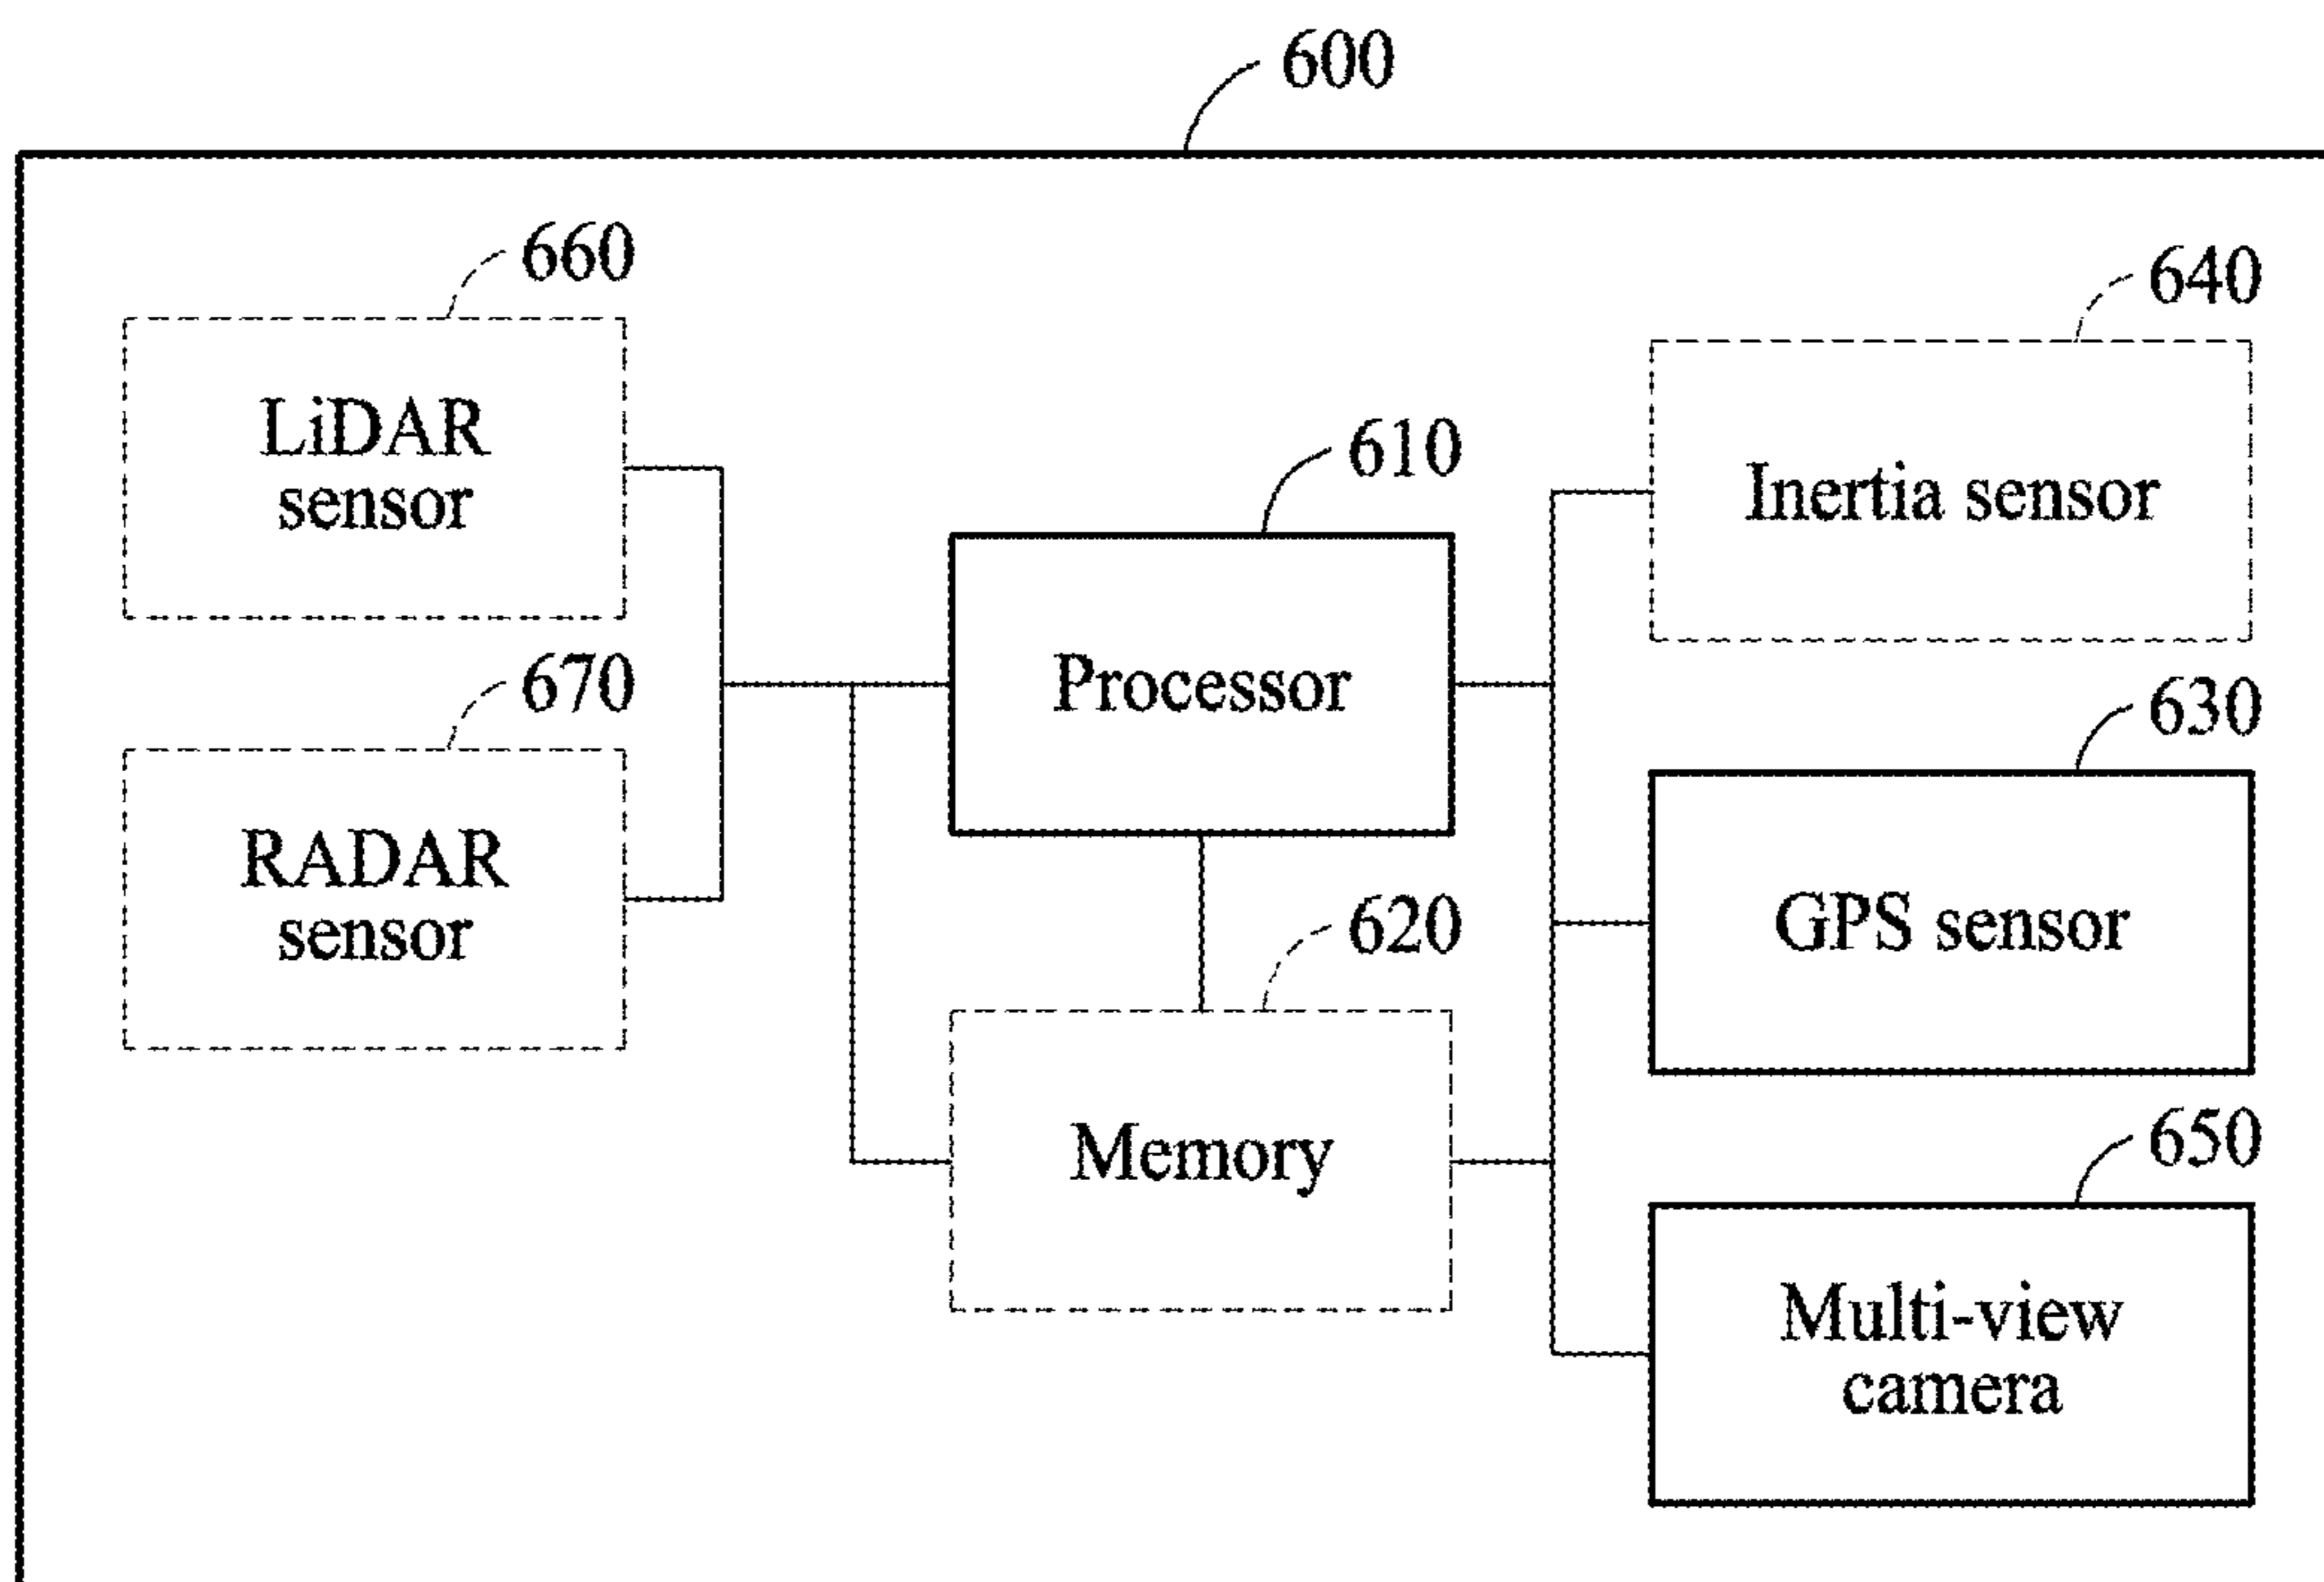 600
660
LiDAR
sensor
670
RADAR
sensor
610
Processor
620
Memory
640
Inertia sensor
630
GPS sensor
650
Multi-view
camera